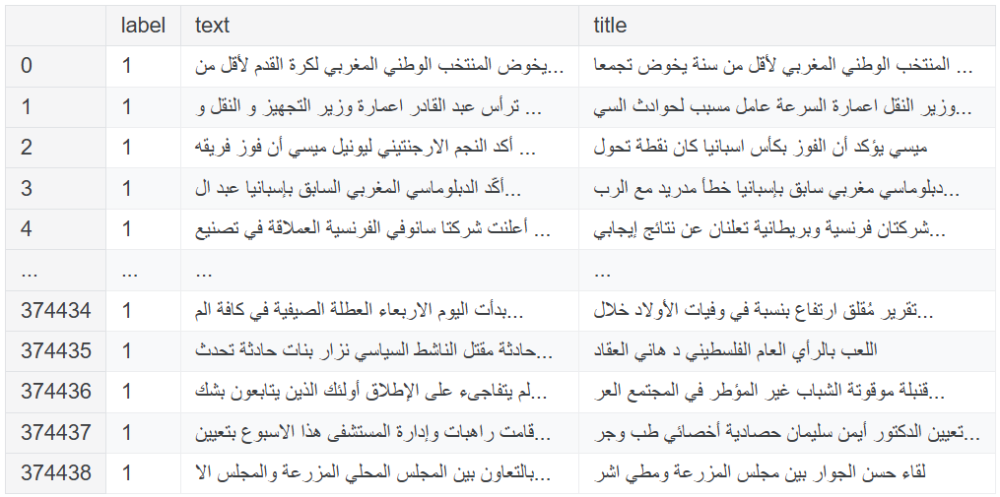 label text title
0 1 يخوض المنتخب الوطني المغربي لكرة القدم لأقل من... المنتخب الوطني المغربي لأقل من سنة يخوض تجمعا ...
1 1 ترأس عبد القادر اعمارة وزير التجهيز و النقل و ... وزير النقل اعمارة السرعة عامل مسبب لحوادث السي...
2 1 أكد النجم الارجنتيني ليونيل ميسي أن فوز فريقه ... ميسي يؤكد أن الفوز بكأس اسبانيا كان نقطة تحول
3 1 أكّد الدبلوماسي المغربي السابق بإسبانيا عبد ال... دبلوماسي مغربي سابق بإسبانيا خطأ مدريد مع الرب...
4 1 أعلنت شركتا سانوفي الفرنسية العملاقة في تصنيع ... شركتان فرنسية وبريطانية تعلنان عن نتائج إيجابي...
... ... ... ...
374434 1 بدأت اليوم الاربعاء العطلة الصيفية في كافة الم... تقرير مُقلق ارتفاع بنسبة في وفيات الأولاد خلال...
374435 1 حادثة مقتل الناشط السياسي نزار بنات حادثة تحدث... اللعب بالرأي العام الفلسطيني د هاني العقاد
374436 1 لم يتفاجىء على الإطلاق أولئك الذين يتابعون بشك... قنبلة موقوتة الشباب غير المؤطر في المجتمع العر...
374437 1 قامت راهبات وإدارة المستشفى هذا الاسبوع بتعيين... تعيين الدكتور أيمن سليمان حصادية أخصائي طب وجر...
374438 1 بالتعاون بين المجلس المحلي المزرعة والمجلس الا... لقاء حسن الجوار بين مجلس المزرعة ومطي اشر